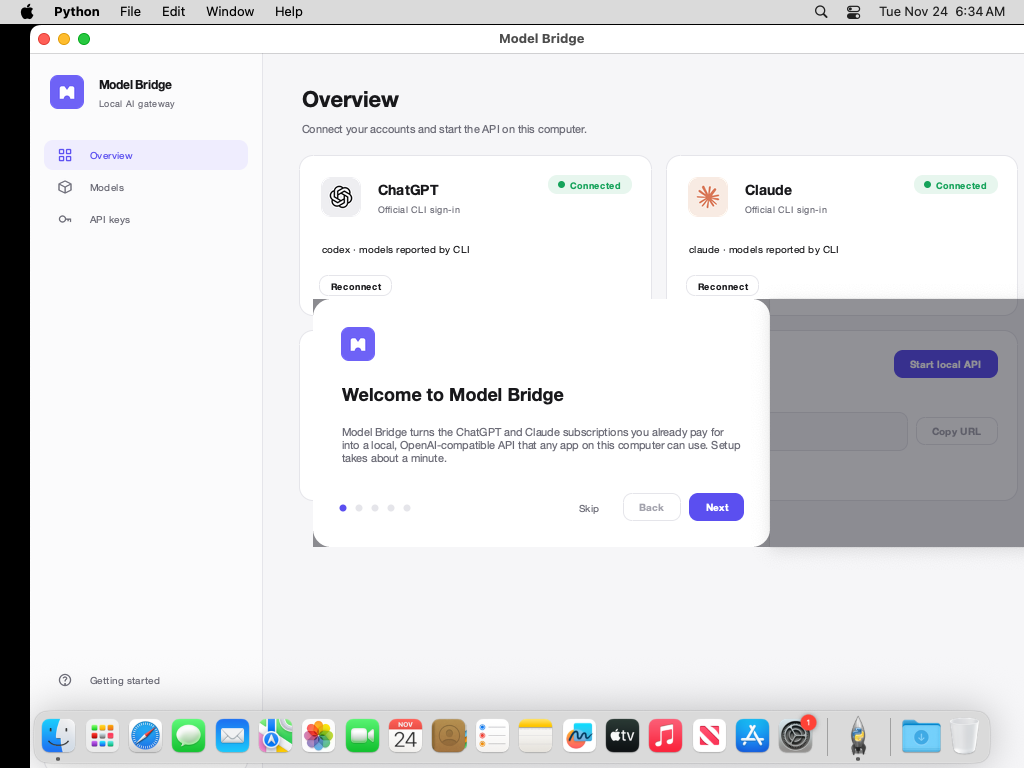 Python File Edit Window Help
Tue Nov 24 6:34 AM
Model Bridge
Model Bridge
Local AI gateway
Overview
Models
API keys
Getting started
Overview
Connect your accounts and start the API on this computer.
ChatGPT
Official CLI sign-in
Connected
codex · models reported by CLI
Reconnect
Claude
Official CLI sign-in
Connected
claude · models reported by CLI
Reconnect
Start local API
Copy URL
Welcome to Model Bridge
Model Bridge turns the ChatGPT and Claude subscriptions you already pay for
into a local, OpenAI-compatible API that any app on this computer can use. Setup
takes about a minute.
Skip
Back
Next
NOV
24
tv
1